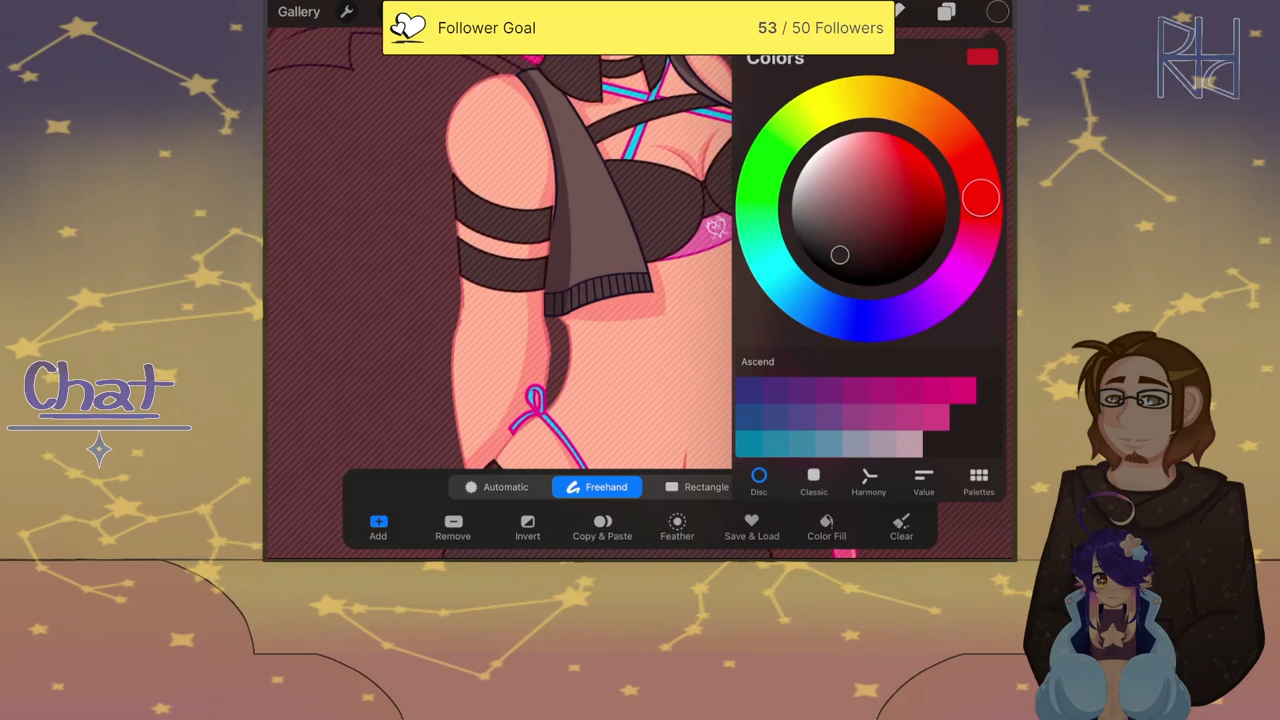 Gallery
Follower Goal
53 / 50 Followers
Colors
Chat
Ascend
Disc
Classic
Harmony
Value
Palettes
Automatic
Freehand
Rectangle
Add
Remove
Invert
Copy & Paste
Feather
Save & Load
Color Fill
Clear